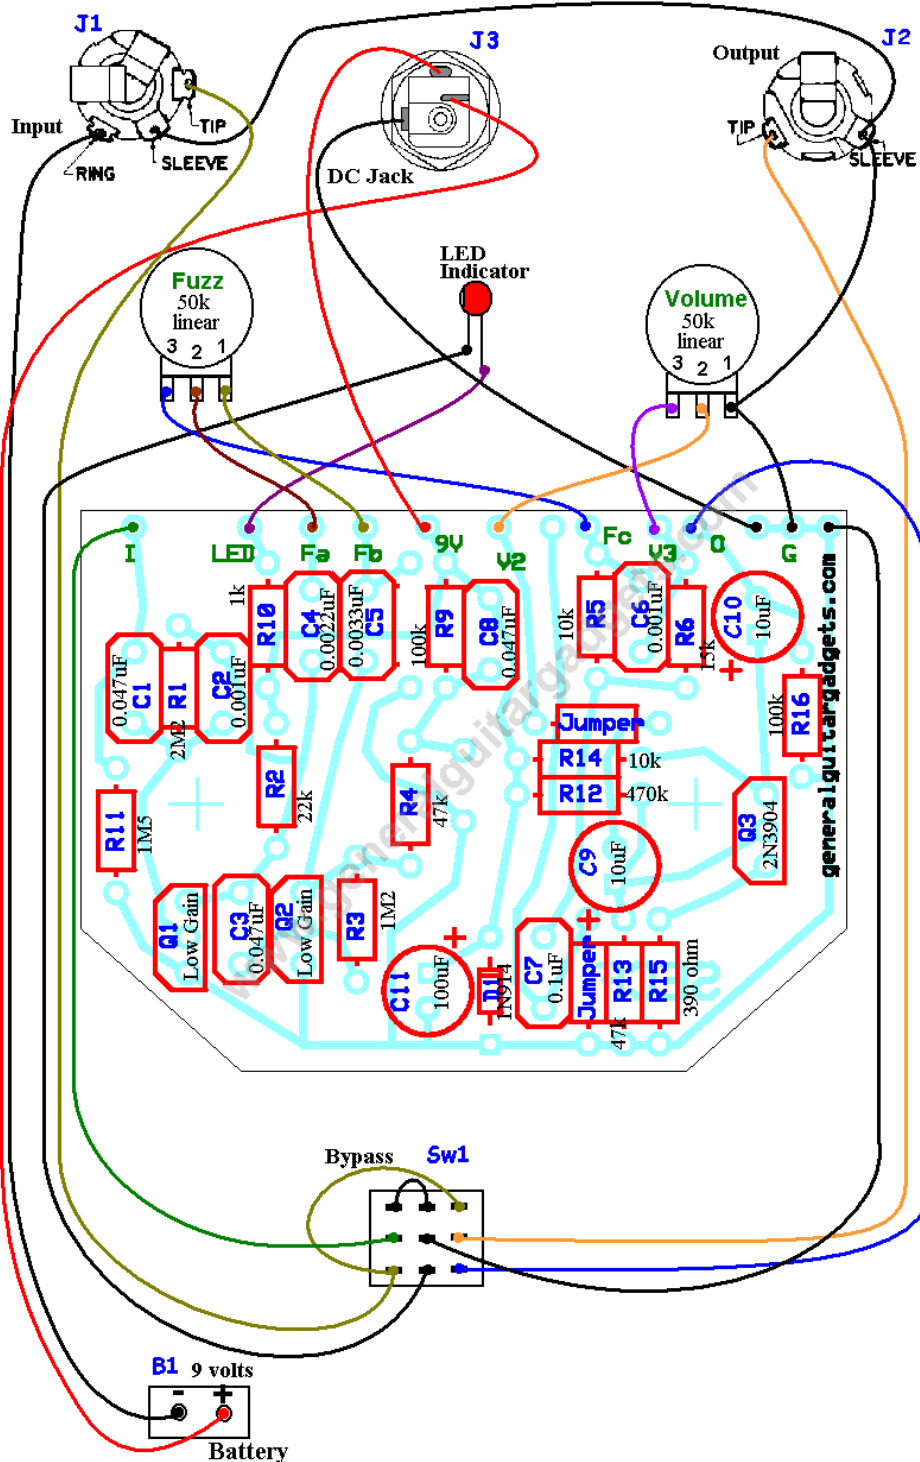 J1
J3
J2
Output
Input
TIP
RING
SLEEVE
DC Jack
TIP
SLEEVE
LED
Indicator
Fuzz
50k
linear
3 2 1
Volume
50k
linear
3 2 1
I
LED
Fa
Fb
9V
V2
Fc
V3
O
G
1k
R10
C4
0.0022uF
0.0033uF
C5
100k
R9
C8
0.047uF
10k
R5
C6
0.001uF
R6
15k
C10
10uF
0.047uF
C1
R1
2M2
C2
0.001uF
100k
R16
generalguitargadgets.com
www.generalguitargadgets.com
Jumper
R14
10k
R12
470k
R2
22k
R4
47k
R11
1M5
Q3
2N3904
C9
10uF
Q1
Low Gain
C3
0.047uF
Q2
Low Gain
R3
1M2
C11
100uF
D1
1N914
C7
0.1uF
Jumper
R13
47k
R15
390 ohm
Bypass
Sw1
B1
9 volts
- +
Battery